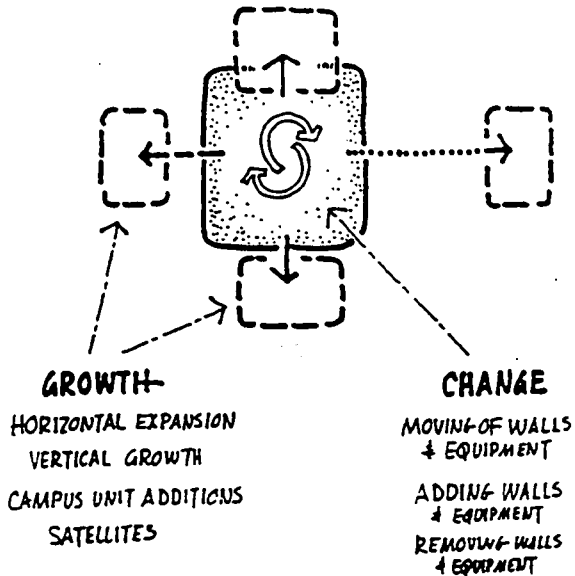 GROWTH
HORIZONTAL EXPANSION
VERTICAL GROWTH
CAMPUS UNIT ADDITIONS
SATELLITES
CHANGE
MOVING OF WALLS
& EQUIPMENT
ADDING WALLS
& EQUIPMENT
REMOVING WALLS
& EQUIPMENT